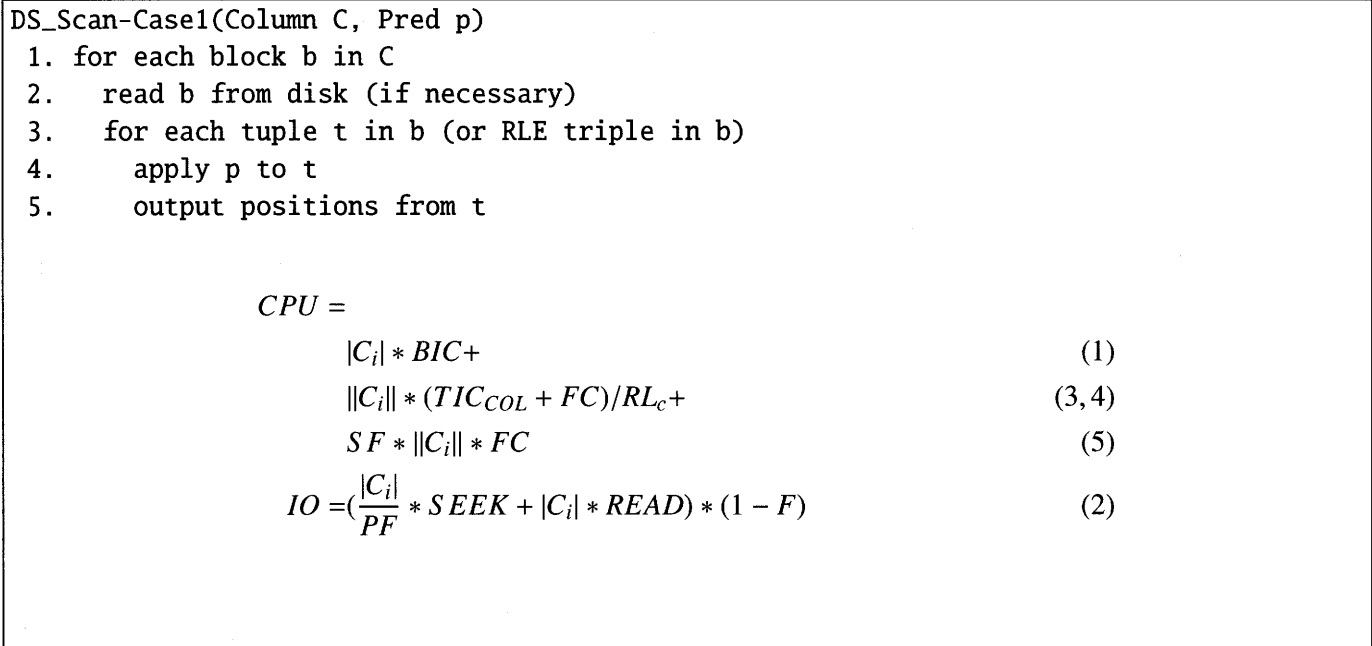 DS_Scan-Case1(Column C, Pred p)
1. for each block b in C
2. read b from disk (if necessary)
3. for each tuple t in b (or RLE triple in b)
4. apply p to t
5. output positions from t
CPU =
|C_i| * BIC+ (1)
‖C_i‖ * (TIC_COL + FC)/RL_c+ (3, 4)
SF * ‖C_i‖ * FC (5)
IO =(|C_i|/PF * SEEK + |C_i| * READ) * (1 − F) (2)